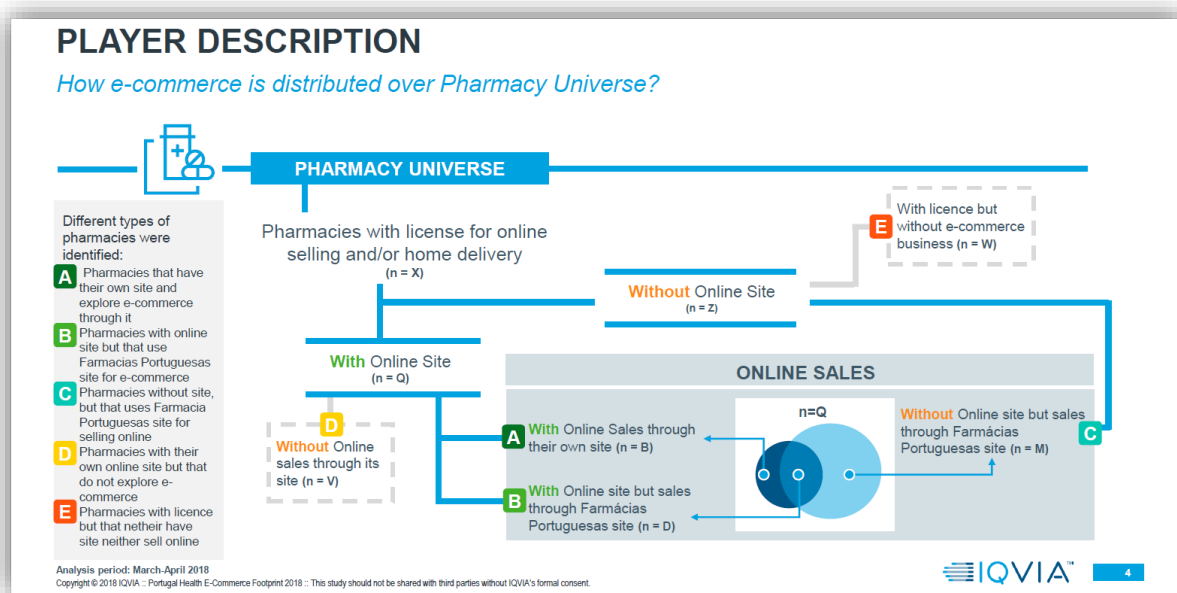 PLAYER DESCRIPTION
How e-commerce is distributed over Pharmacy Universe?
PHARMACY UNIVERSE
Different types of
pharmacies were
identified:
A Pharmacies that have
their own site and
explore e-commerce
through it
B Pharmacies with online
site but that use
Farmacias Portuguesas
site for e-commerce
C Pharmacies without site,
but that uses Farmacia
Portuguesas site for
selling online
D Pharmacies with their
own online site but that
do not explore e-
commerce
E Pharmacies with licence
but that netheir have
site neither sell online
Pharmacies with license for online
selling and/or home delivery
(n = X)
E
With licence but
without e-commerce
business (n = W)
Without Online Site
(n = Z)
With Online Site
(n = Q)
D
Without Online
sales through its
site (n = V)
ONLINE SALES
A With Online Sales through
their own site (n = B)
B With Online site but sales
through Farmácias
Portuguesas site (n = D)
n=Q
Without Online site but sales
through Farmácias
Portuguesas site (n = M)
C
Analysis period: March-April 2018
Copyright © 2018 IQVIA :: Portugal Health E-Commerce Footprint 2018 :: This study should not be shared with third parties without IQVIA's formal consent.
IQVIA™
4